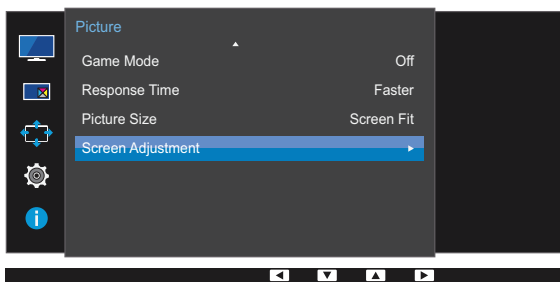 Picture
Game Mode Off
Response Time Faster
Picture Size Screen Fit
Screen Adjustment